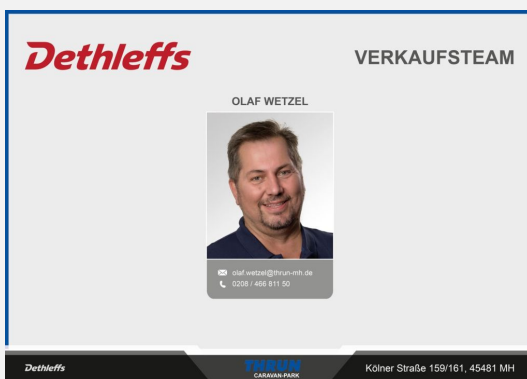 Dethleffs
VERKAUFSTEAM
OLAF WETZEL
olaf.wetzel@thrun-mh.de
0208 / 466 811 50
Dethleffs
THRUN
CARAVAN-PARK
Kölner Straße 159/161, 45481 MH